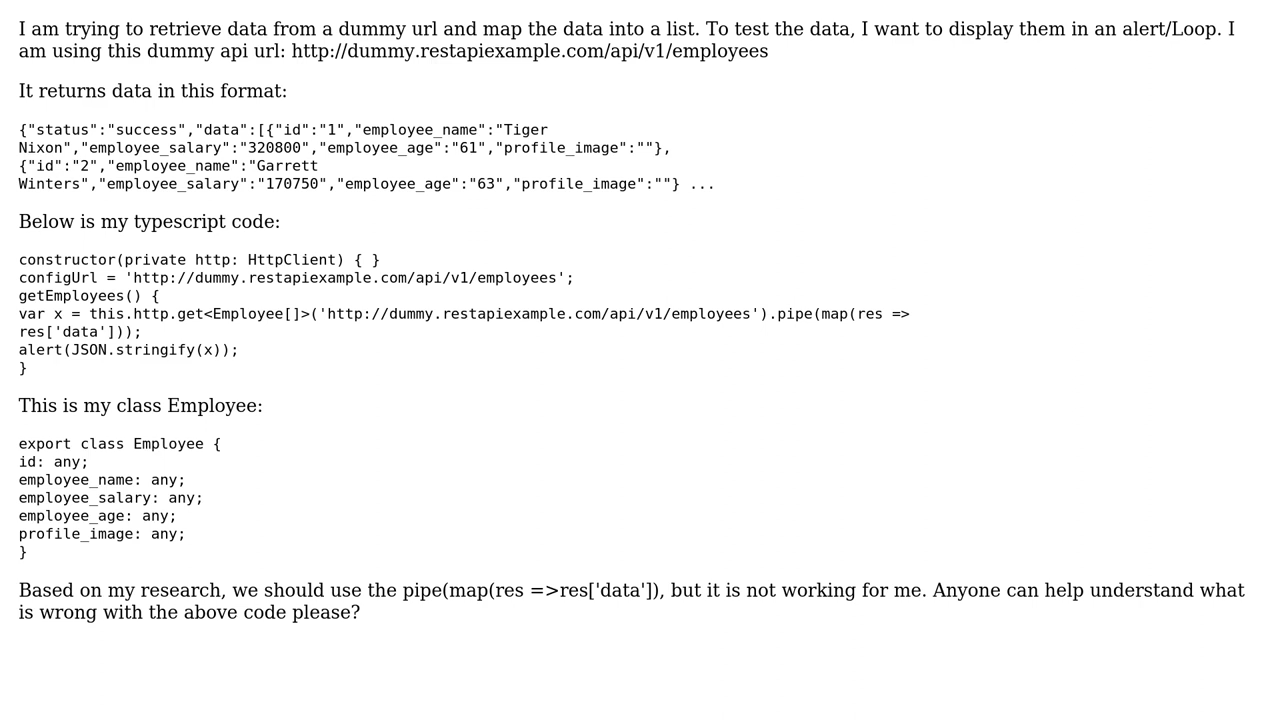 I am trying to retrieve data from a dummy url and map the data into a list. To test the data, I want to display them in an alert/Loop. I
am using this dummy api url: http://dummy.restapiexample.com/api/v1/employees
It returns data in this format:
{"status":"success","data":[{"id":"1","employee_name":"Tiger
Nixon","employee_salary":"320800","employee_age":"61","profile_image":""},
{"id":"2","employee_name":"Garrett
Winters","employee_salary":"170750","employee_age":"63","profile_image":""} ...
Below is my typescript code:
constructor(private http: HttpClient) { }
configUrl = 'http://dummy.restapiexample.com/api/v1/employees';
getEmployees() {
var x = this.http.get<Employee[]>('http://dummy.restapiexample.com/api/v1/employees').pipe(map(res =>
res['data']));
alert(JSON.stringify(x));
}
This is my class Employee:
export class Employee {
id: any;
employee_name: any;
employee_salary: any;
employee_age: any;
profile_image: any;
}
Based on my research, we should use the pipe(map(res =>res['data']), but it is not working for me. Anyone can help understand what
is wrong with the above code please?